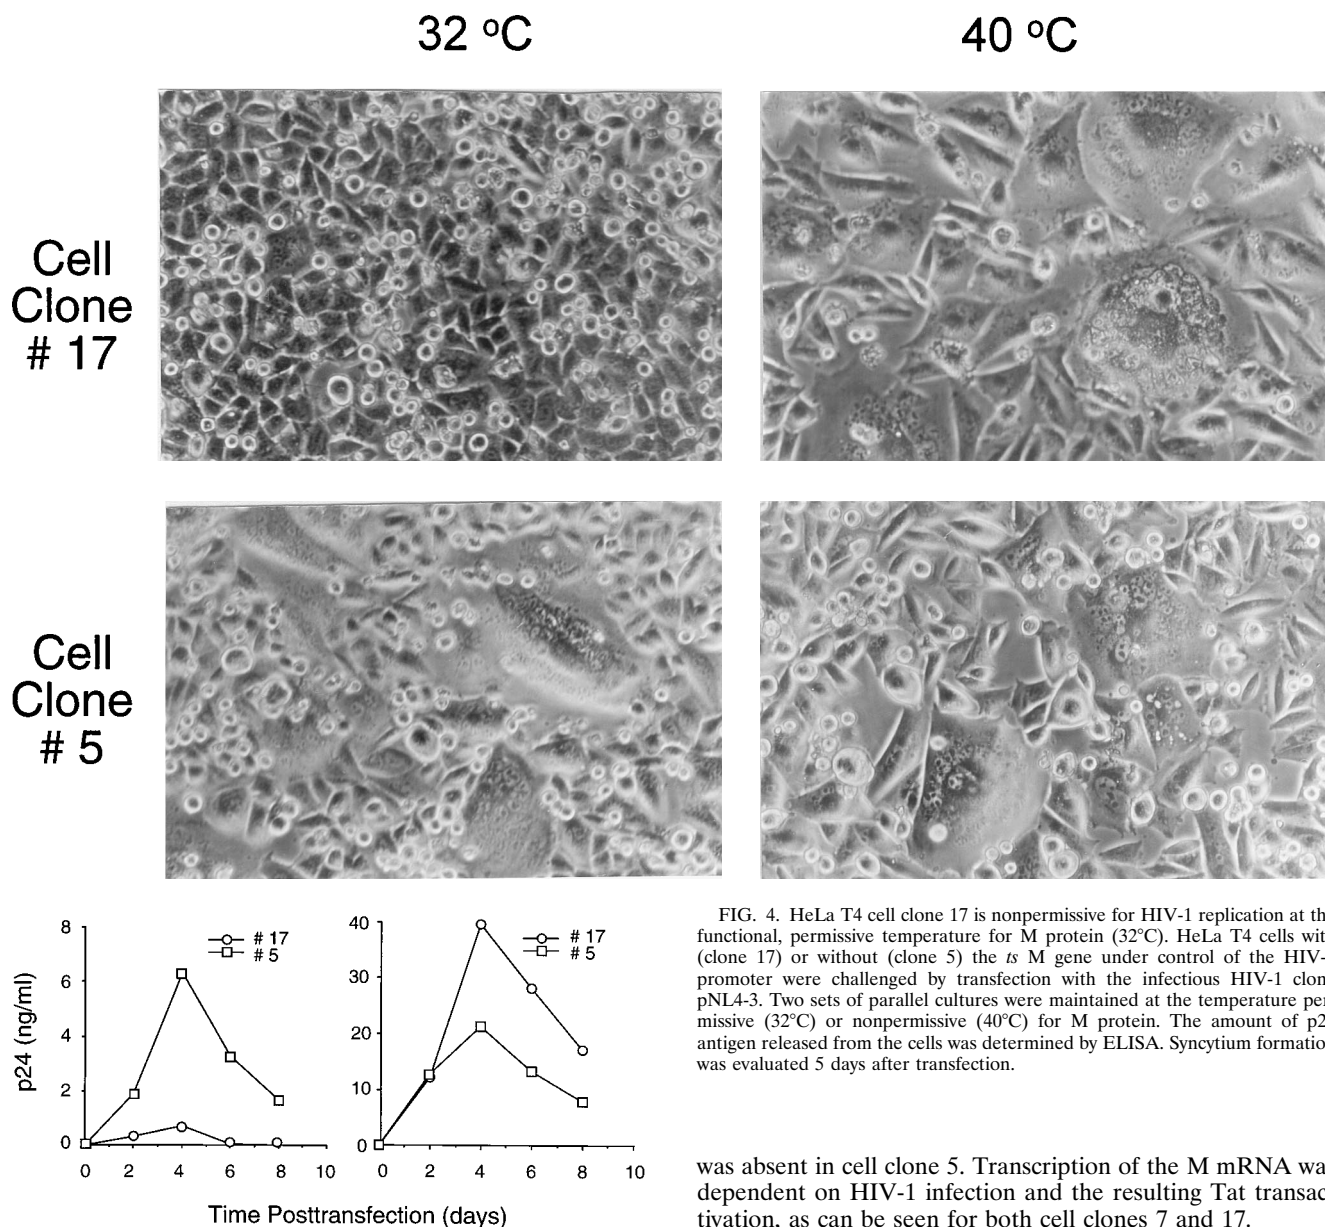 32 °C
40 °C
Cell
Clone
# 17
Cell
Clone
# 5
8
6
4
2
0
p24 (ng/ml)
# 17
# 5
0 2 4 6 8 10
40
30
20
10
0
# 17
# 5
0 2 4 6 8 10
Time Posttransfection (days)
FIG. 4. HeLa T4 cell clone 17 is nonpermissive for HIV-1 replication at th
functional, permissive temperature for M protein (32°C). HeLa T4 cells wit
(clone 17) or without (clone 5) the ts M gene under control of the HIV-
promoter were challenged by transfection with the infectious HIV-1 clon
pNL4-3. Two sets of parallel cultures were maintained at the temperature per
missive (32°C) or nonpermissive (40°C) for M protein. The amount of p2
antigen released from the cells was determined by ELISA. Syncytium formatio
was evaluated 5 days after transfection.
was absent in cell clone 5. Transcription of the M mRNA wa
dependent on HIV-1 infection and the resulting Tat transac
tivation, as can be seen for both cell clones 7 and 17.